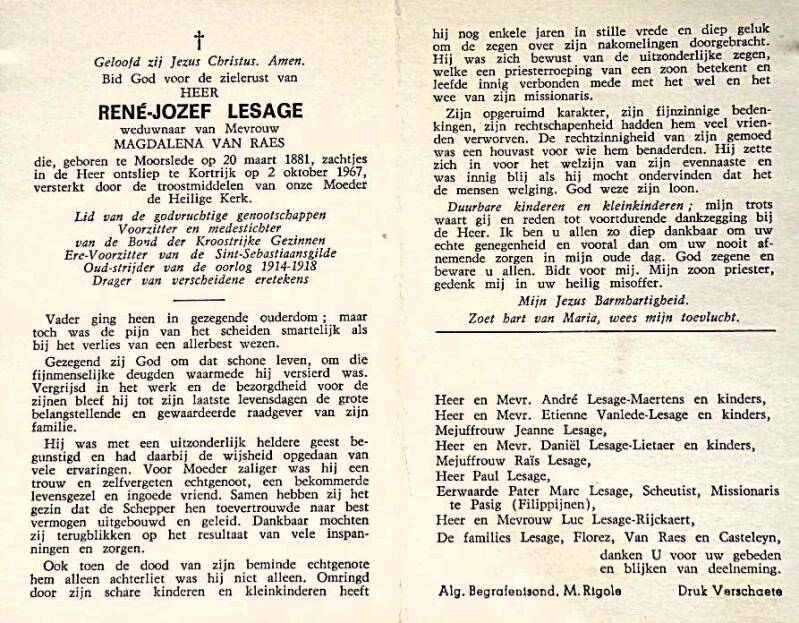 †
Geloofd zij Jezus Christus. Amen.
Bid God voor de zielerust van
HEER
RENÉ-JOZEF LESAGE
weduwnaar van Mevrouw
MAGDALENA VAN RAES
die, geboren te Moorslede op 20 maart 1881, zachtjes
in de Heer ontsliep te Kortrijk op 2 oktober 1967,
versterkt door de troostmiddelen van onze Moeder
de Heilige Kerk.
Lid van de godvruchtige genootschappen
Voorzitter en medestichter
van de Bond der Kroostrijke Gezinnen
Ere-Voorzitter van de Sint-Sebastiaansgilde
Oud-strijder van de oorlog 1914-1918
Drager van verscheidene eretekens
Vader ging heen in gezegende ouderdom ; maar
toch was de pijn van het scheiden smartelijk als
bij het verlies van een allerbest wezen.
Gezegend zij God om dat schone leven, om die
fijnmenselijke deugden waarmede hij versierd was.
Vergrijsd in het werk en de bezorgdheid voor de
zijnen bleef hij tot zijn laatste levensdagen de grote
belangstellende en gewaardeerde raadgever van zijn
familie.
Hij was met een uitzonderlijk heldere geest be-
gunstigd en had daarbij de wijsheid opgedaan van
vele ervaringen. Voor Moeder zaliger was hij een
trouw en zelfvergeten echtgenoot, een bekommerde
levensgezel en ingoede vriend. Samen hebben zij het
gezin dat de Schepper hen toevertrouwde naar best
vermogen uitgebouwd en geleid. Dankbaar mochten
zij terugblikken op het resultaat van vele inspan-
ningen en zorgen.
Ook toen de dood van zijn beminde echtgenote
hem alleen achterliet was hij niet alleen. Omringd
door zijn schare kinderen en kleinkinderen heeft
hij nog enkele jaren in stille vrede en diep geluk
om de zegen over zijn nakomelingen doorgebracht.
Hij was zich bewust van de uitzonderlijke zegen,
welke een priesterroeping van een zoon betekent en
leefde innig verbonden mede met het wel en het
wee van zijn missionaris.
Zijn opgeruimd karakter, zijn fijnzinnige beden-
kingen, zijn rechtschapenheid hadden hem veel vrien-
den verworven. De rechtzinnigheid van zijn gemoed
was een houvast voor wie hem benaderden. Hij zette
zich in voor het welzijn van zijn evennaaste en
was innig blij als hij mocht ondervinden dat het
de mensen welging. God weze zijn loon.
Duurbare kinderen en kleinkinderen ; mijn trots
waart gij en reden tot voortdurende dankzegging bij
de Heer. Ik ben u allen zo diep dankbaar om uw
echte genegenheid en vooral dan om uw nooit af-
nemende zorgen in mijn oude dag. God zegene en
beware u allen. Bidt voor mij. Mijn zoon priester,
gedenk mij in uw heilig misoffer.
Mijn Jezus Barmhartigheid.
Zoet hart van Maria, wees mijn toevlucht.
Heer en Mevr. André Lesage-Maertens en kinders,
Heer en Mevr. Etienne Vanlede-Lesage en kinders,
Mejuffrouw Jeanne Lesage,
Heer en Mevr. Daniël Lesage-Lietaer en kinders,
Mejuffrouw Raïs Lesage,
Heer Paul Lesage,
Eerwaarde Pater Marc Lesage, Scheutist, Missionaris
te Pasig (Filippijnen),
Heer en Mevrouw Luc Lesage-Rijckaert,
De families Lesage, Florez, Van Raes en Casteleyn,
danken U voor uw gebeden
en blijken van deelneming.
Alg. Begrafenisond. M. Rigole Druk Verschaete